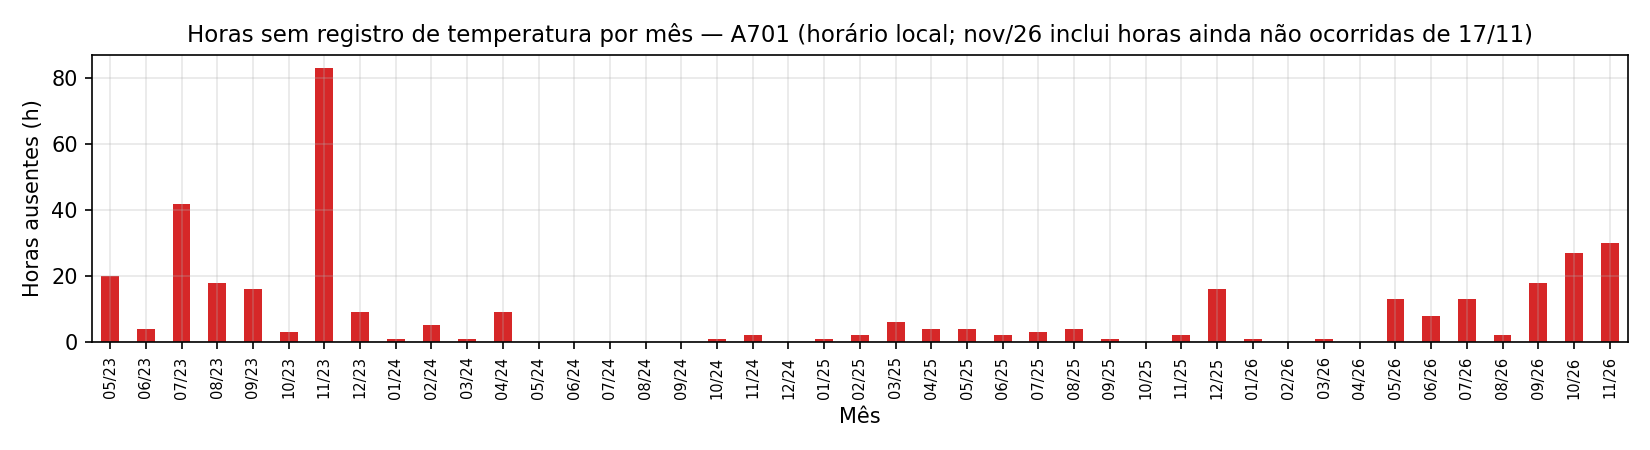 Horas sem registro de temperatura por mês — A701 (horário local; nov/26 inclui horas ainda não ocorridas de 17/11)
Horas ausentes (h)
80
60
40
20
0
05/23 06/23 07/23 08/23 09/23 10/23 11/23 12/23 01/24 02/24 03/24 04/24 05/24 06/24 07/24 08/24 09/24 10/24 11/24 12/24 01/25 02/25 03/25 04/25 05/25 06/25 07/25 08/25 09/25 10/25 11/25 12/25 01/26 02/26 03/26 04/26 05/26 06/26 07/26 08/26 09/26 10/26 11/26
Mês